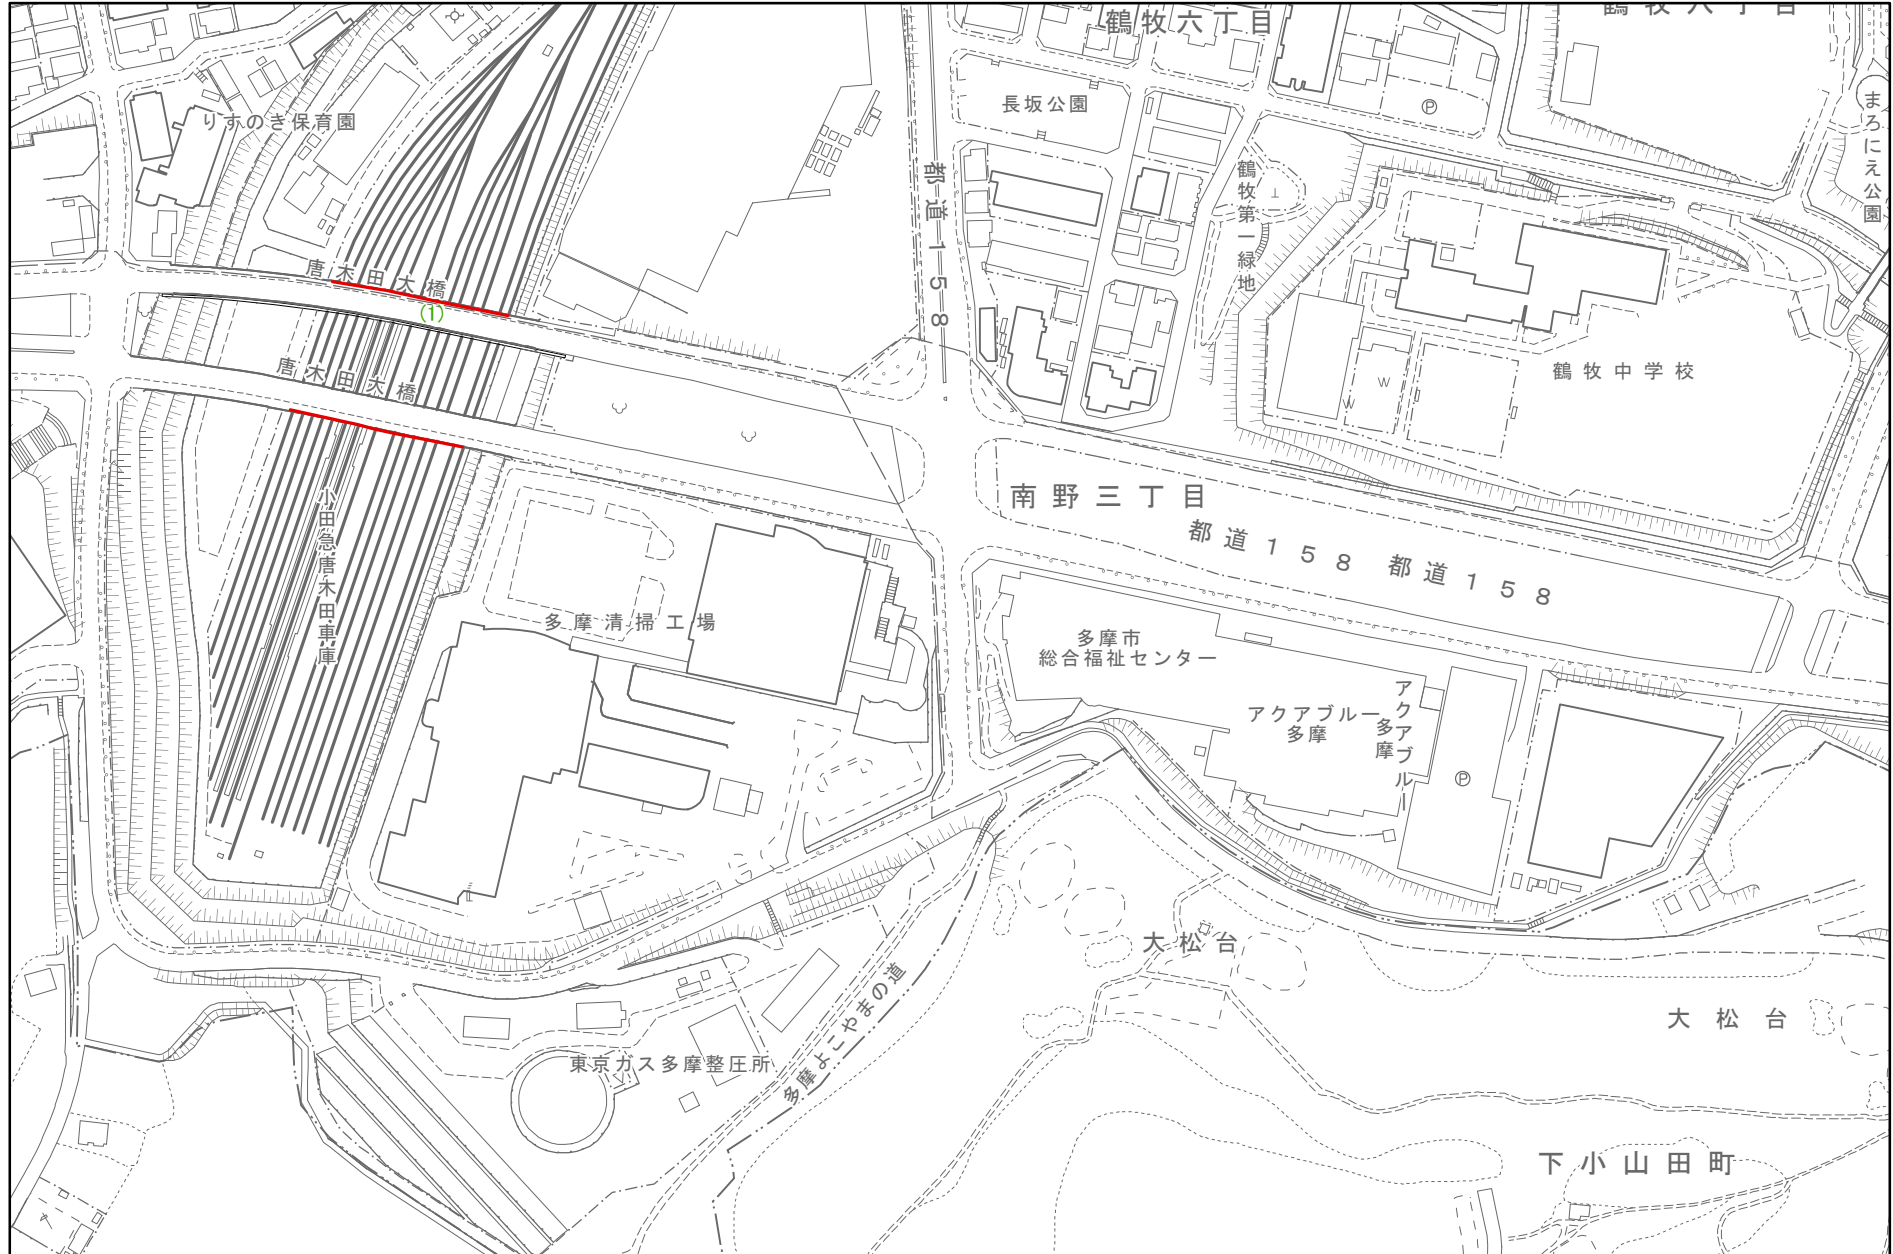 鶴牧六丁目
鶴牧六丁目
りすのき保育園
長坂公園
Ⓟ
まろにえ公園
都道158
鶴牧第一緑地
唐木田大橋
(1)
唐木田大橋
鶴牧中学校
小田急唐木田車庫
南野三丁目
都道158
都道158
多摩清掃工場
多摩市
総合福祉センター
アクアブルー
多摩
アクアブルー
多摩
Ⓟ
大松台
多摩よこやまの道
大松台
東京ガス多摩整圧所
下小山田町